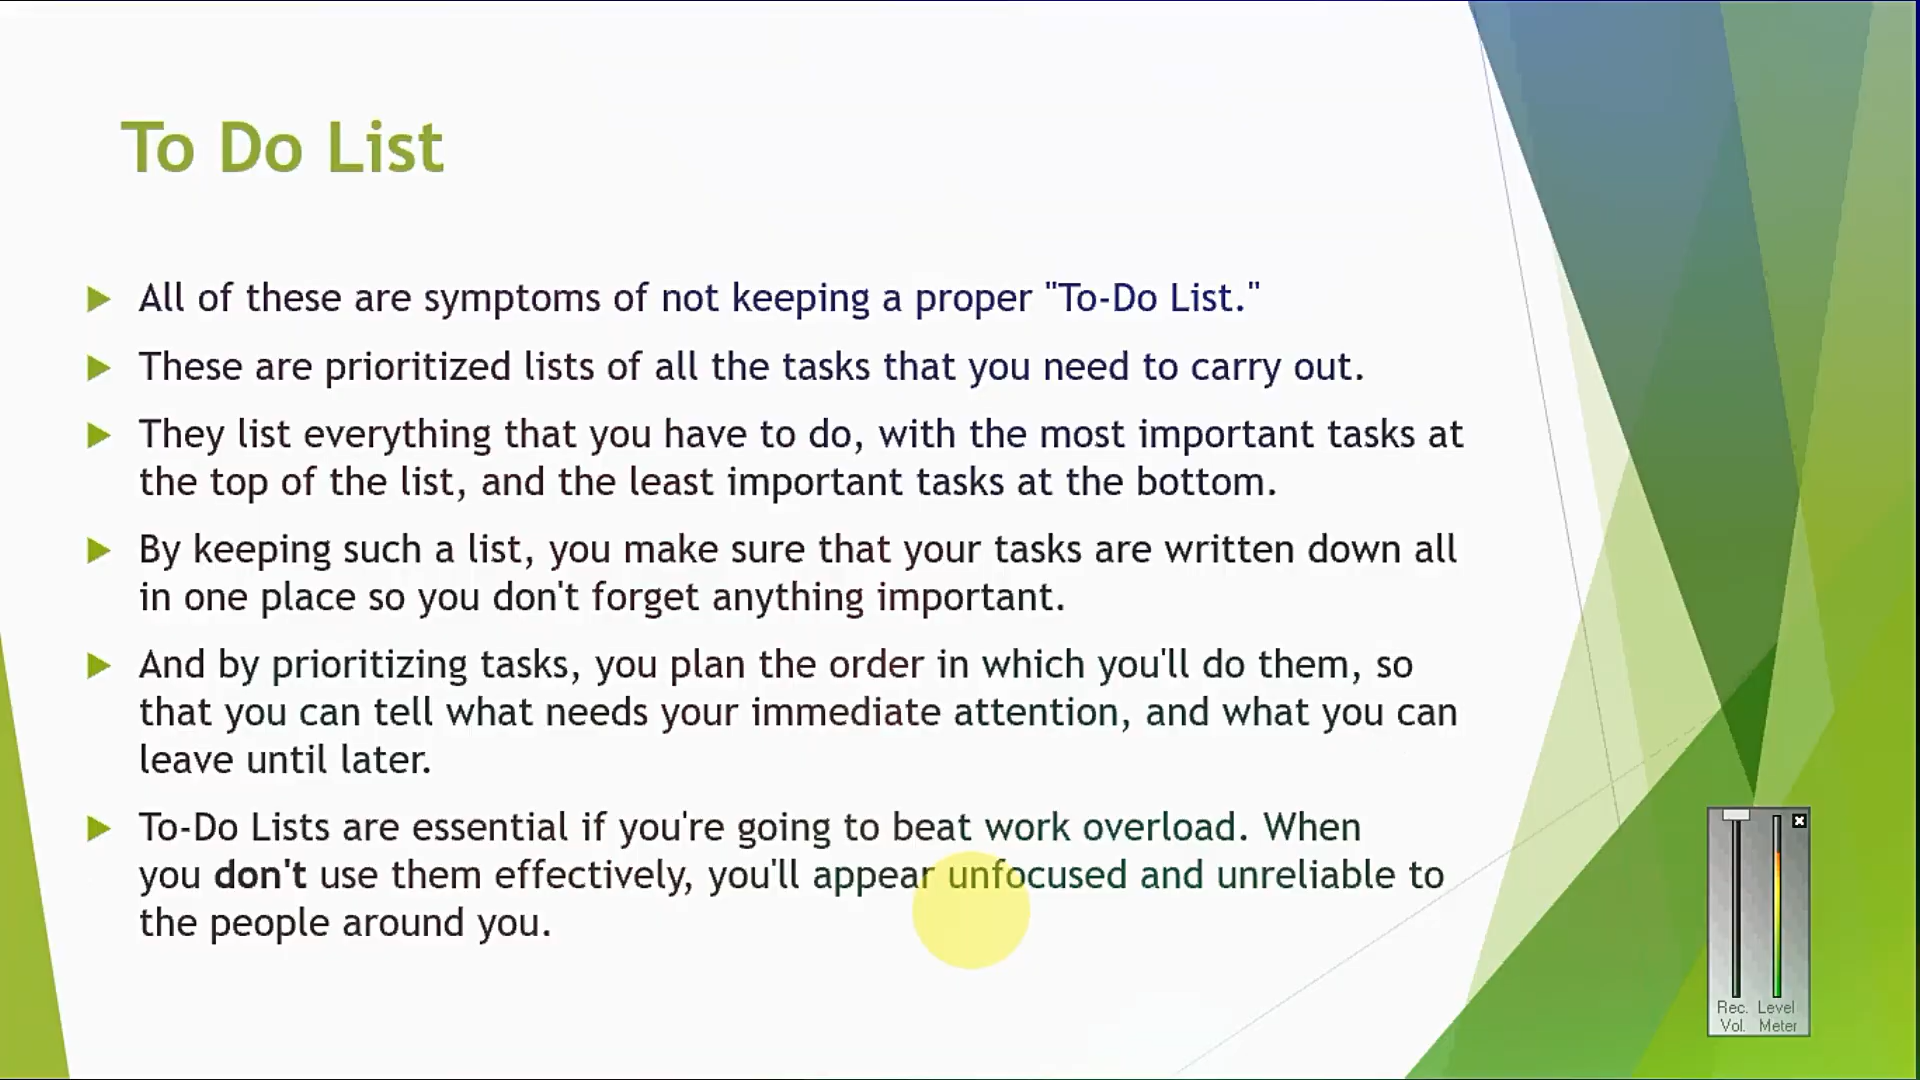 To Do List
All of these are symptoms of not keeping a proper "To-Do List."
These are prioritized lists of all the tasks that you need to carry out.
They list everything that you have to do, with the most important tasks at
the top of the list, and the least important tasks at the bottom.
By keeping such a list, you make sure that your tasks are written down all
in one place so you don't forget anything important.
And by prioritizing tasks, you plan the order in which you'll do them, so
that you can tell what needs your immediate attention, and what you can
leave until later.
To-Do Lists are essential if you're going to beat work overload. When
you don't use them effectively, you'll appear unfocused and unreliable to
the people around you.
Rec. Level
Vol. Meter